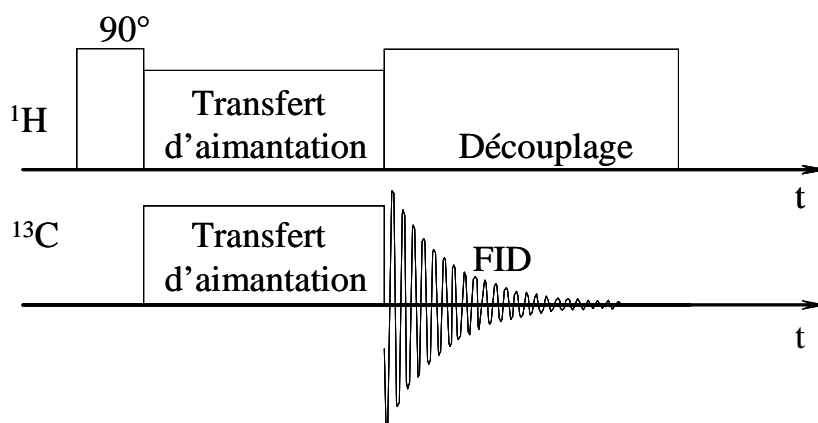 90°
¹H
Transfert
d’aimantation
Découplage
t
¹³C
Transfert
d’aimantation
FID
t